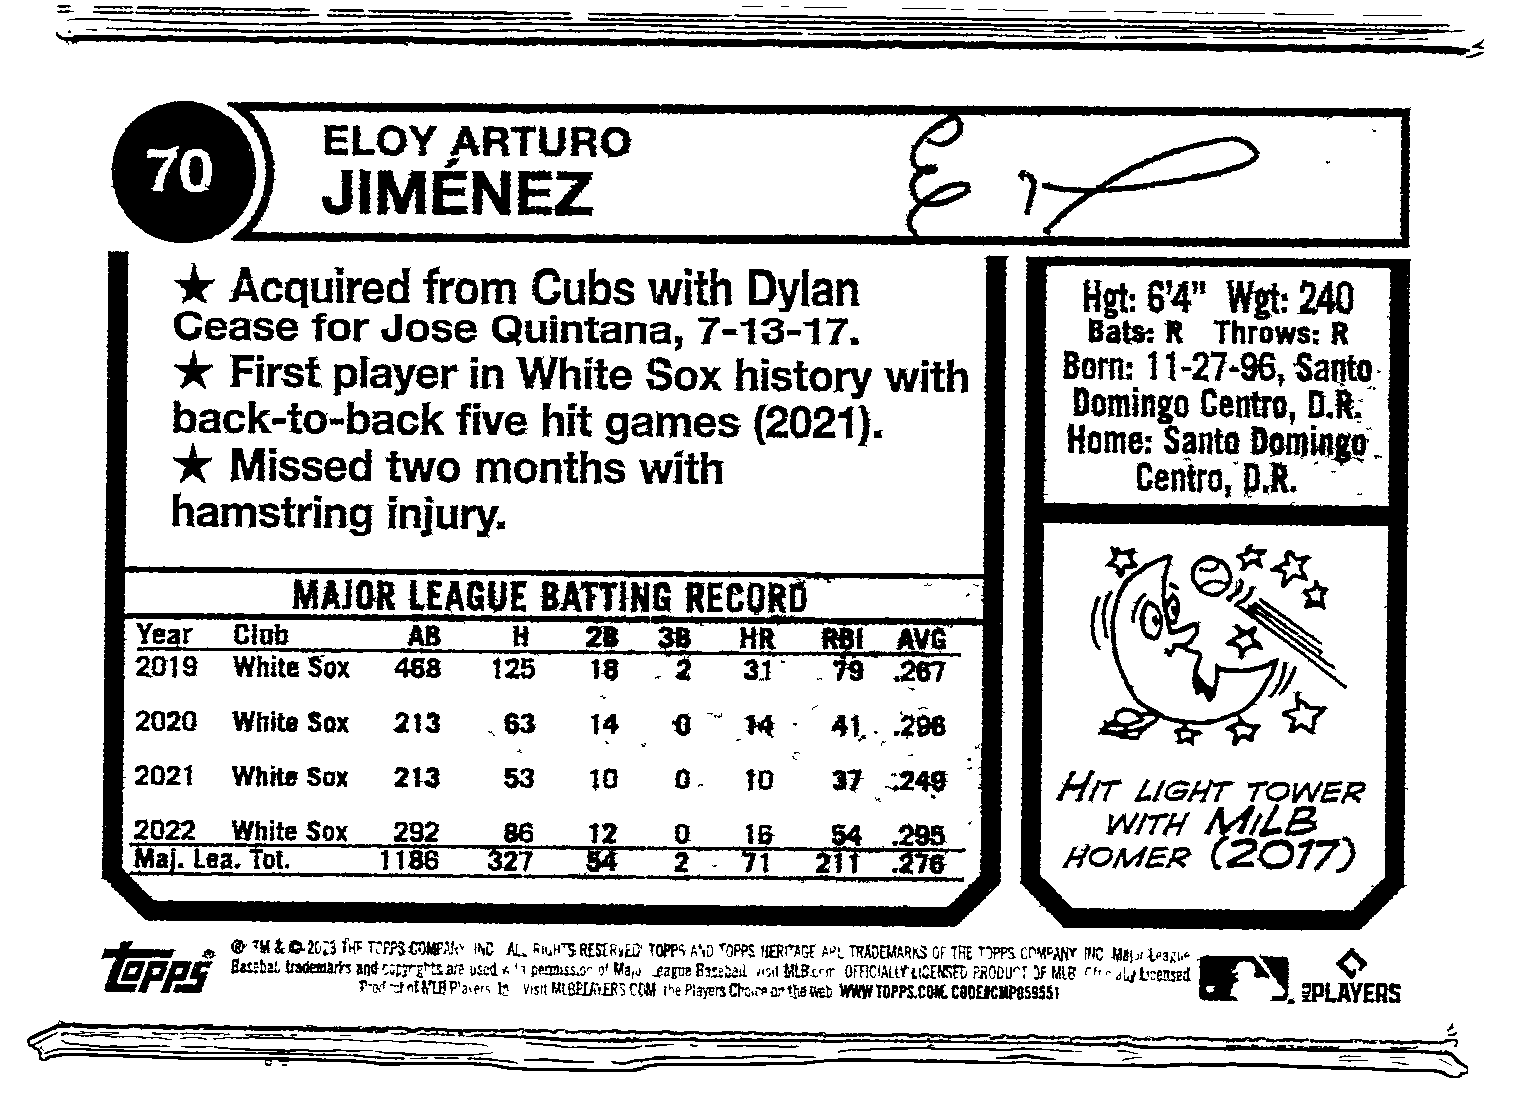 70
ELOY ARTURO
JIMÉNEZ
★ Acquired from Cubs with Dylan
Cease for Jose Quintana, 7-13-17.
★ First player in White Sox history with
back-to-back five hit games (2021).
★ Missed two months with
hamstring injury.
Hgt: 6'4" Wgt: 240
Bats: R Throws: R
Born: 11-27-96, Santo
Domingo Centro, D.R.
Home: Santo Domingo
Centro, D.R.
MAJOR LEAGUE BATTING RECORD
Year Club AB H 2B 3B HR RBI AVG
2019 White Sox 468 125 18 2 31 79 .267
2020 White Sox 213 63 14 0 14 41 .296
2021 White Sox 213 53 10 0 10 37 .249
2022 White Sox 292 86 12 0 16 54 .295
Maj. Lea. Tot. 1186 327 54 2 71 211 .276
HIT LIGHT TOWER
WITH MiLB
HOMER (2017)
TOPPS
® TM & © 2023 THE TOPPS COMPANY, INC. ALL RIGHTS RESERVED. TOPPS AND TOPPS HERITAGE ARE TRADEMARKS OF THE TOPPS COMPANY, INC. Major League
Baseball trademarks and copyrights are used with permission of Major League Baseball. Visit MLB.com. OFFICIALLY LICENSED PRODUCT OF MLB Officially Licensed
Product of MLB Players, Inc. Visit MLBPLAYERS.COM, the Players Choice on the web. WWW.TOPPS.COM. CODE#CMP059551
PLAYERS